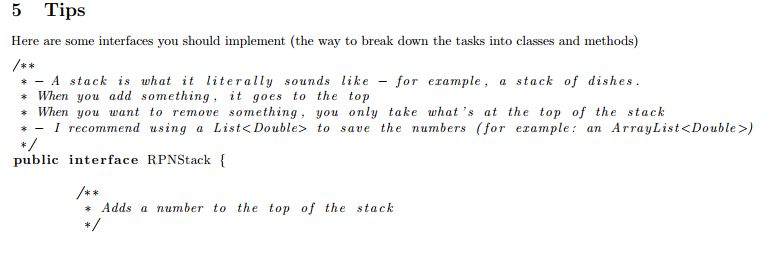 5 Tips
Here are some interfaces you should implement (the way to break down the tasks into classes and methods)
/**
* – A stack is what it literally sounds like – for example, a stack of dishes.
* When you add something, it goes to the top
* When you want to remove something, you only take what's at the top of the stack
* – I recommend using a List<Double> to save the numbers (for example: an ArrayList<Double>)
*/
public interface RPNStack {
/**
* Adds a number to the top of the stack
*/